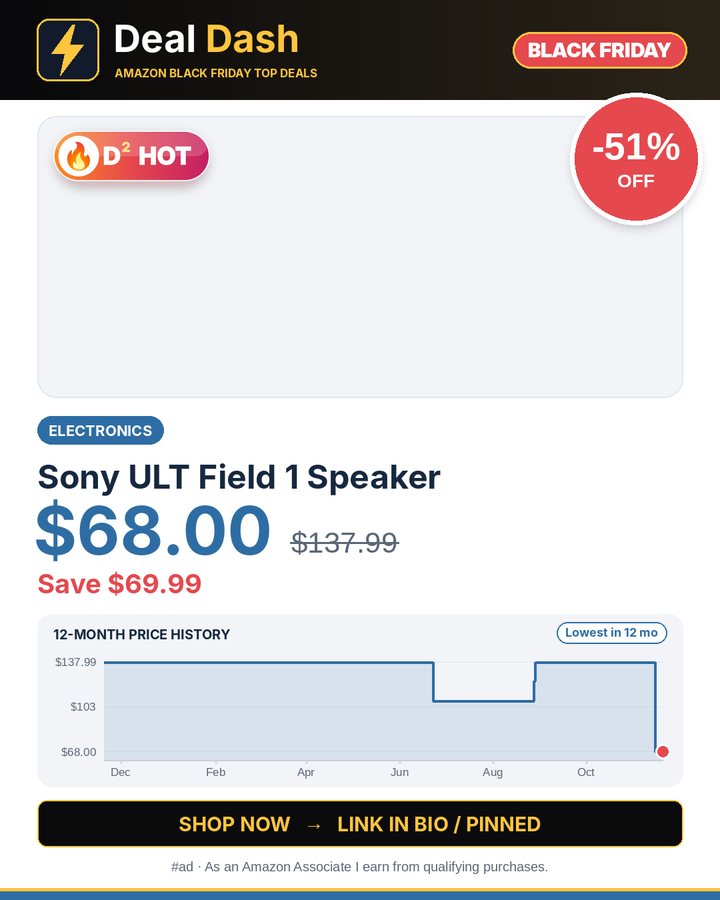 Deal Dash
AMAZON BLACK FRIDAY TOP DEALS
BLACK FRIDAY
D² HOT
-51%
OFF
ELECTRONICS
Sony ULT Field 1 Speaker
$68.00 $137.99
Save $69.99
12-MONTH PRICE HISTORY
Lowest in 12 mo
$137.99
$103
$68.00
Dec Feb Apr Jun Aug Oct
SHOP NOW → LINK IN BIO / PINNED
#ad · As an Amazon Associate I earn from qualifying purchases.